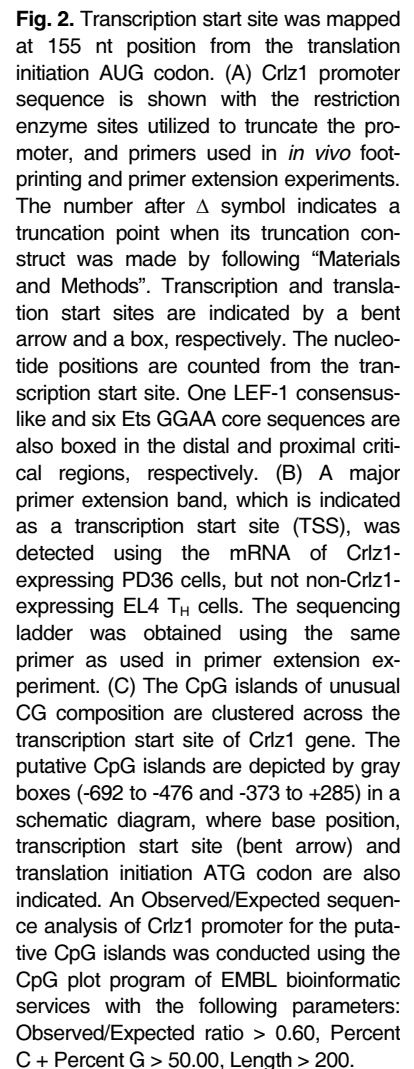 Fig. 2. Transcription start site was mapped
at 155 nt position from the translation
initiation AUG codon. (A) Crlz1 promoter
sequence is shown with the restriction
enzyme sites utilized to truncate the pro-
moter, and primers used in in vivo foot-
printing and primer extension experiments.
The number after Δ symbol indicates a
truncation point when its truncation con-
struct was made by following “Materials
and Methods”. Transcription and transla-
tion start sites are indicated by a bent
arrow and a box, respectively. The nucleo-
tide positions are counted from the tran-
scription start site. One LEF-1 consensus-
like and six Ets GGAA core sequences are
also boxed in the distal and proximal criti-
cal regions, respectively. (B) A major
primer extension band, which is indicated
as a transcription start site (TSS), was
detected using the mRNA of Crlz1-
expressing PD36 cells, but not non-Crlz1-
expressing EL4 TH cells. The sequencing
ladder was obtained using the same
primer as used in primer extension ex-
periment. (C) The CpG islands of unusual
CG composition are clustered across the
transcription start site of Crlz1 gene. The
putative CpG islands are depicted by gray
boxes (-692 to -476 and -373 to +285) in a
schematic diagram, where base position,
transcription start site (bent arrow) and
translation initiation ATG codon are also
indicated. An Observed/Expected sequen-
ce analysis of Crlz1 promoter for the puta-
tive CpG islands was conducted using the
CpG plot program of EMBL bioinformatic
services with the following parameters:
Observed/Expected ratio > 0.60, Percent
C + Percent G > 50.00, Length > 200.